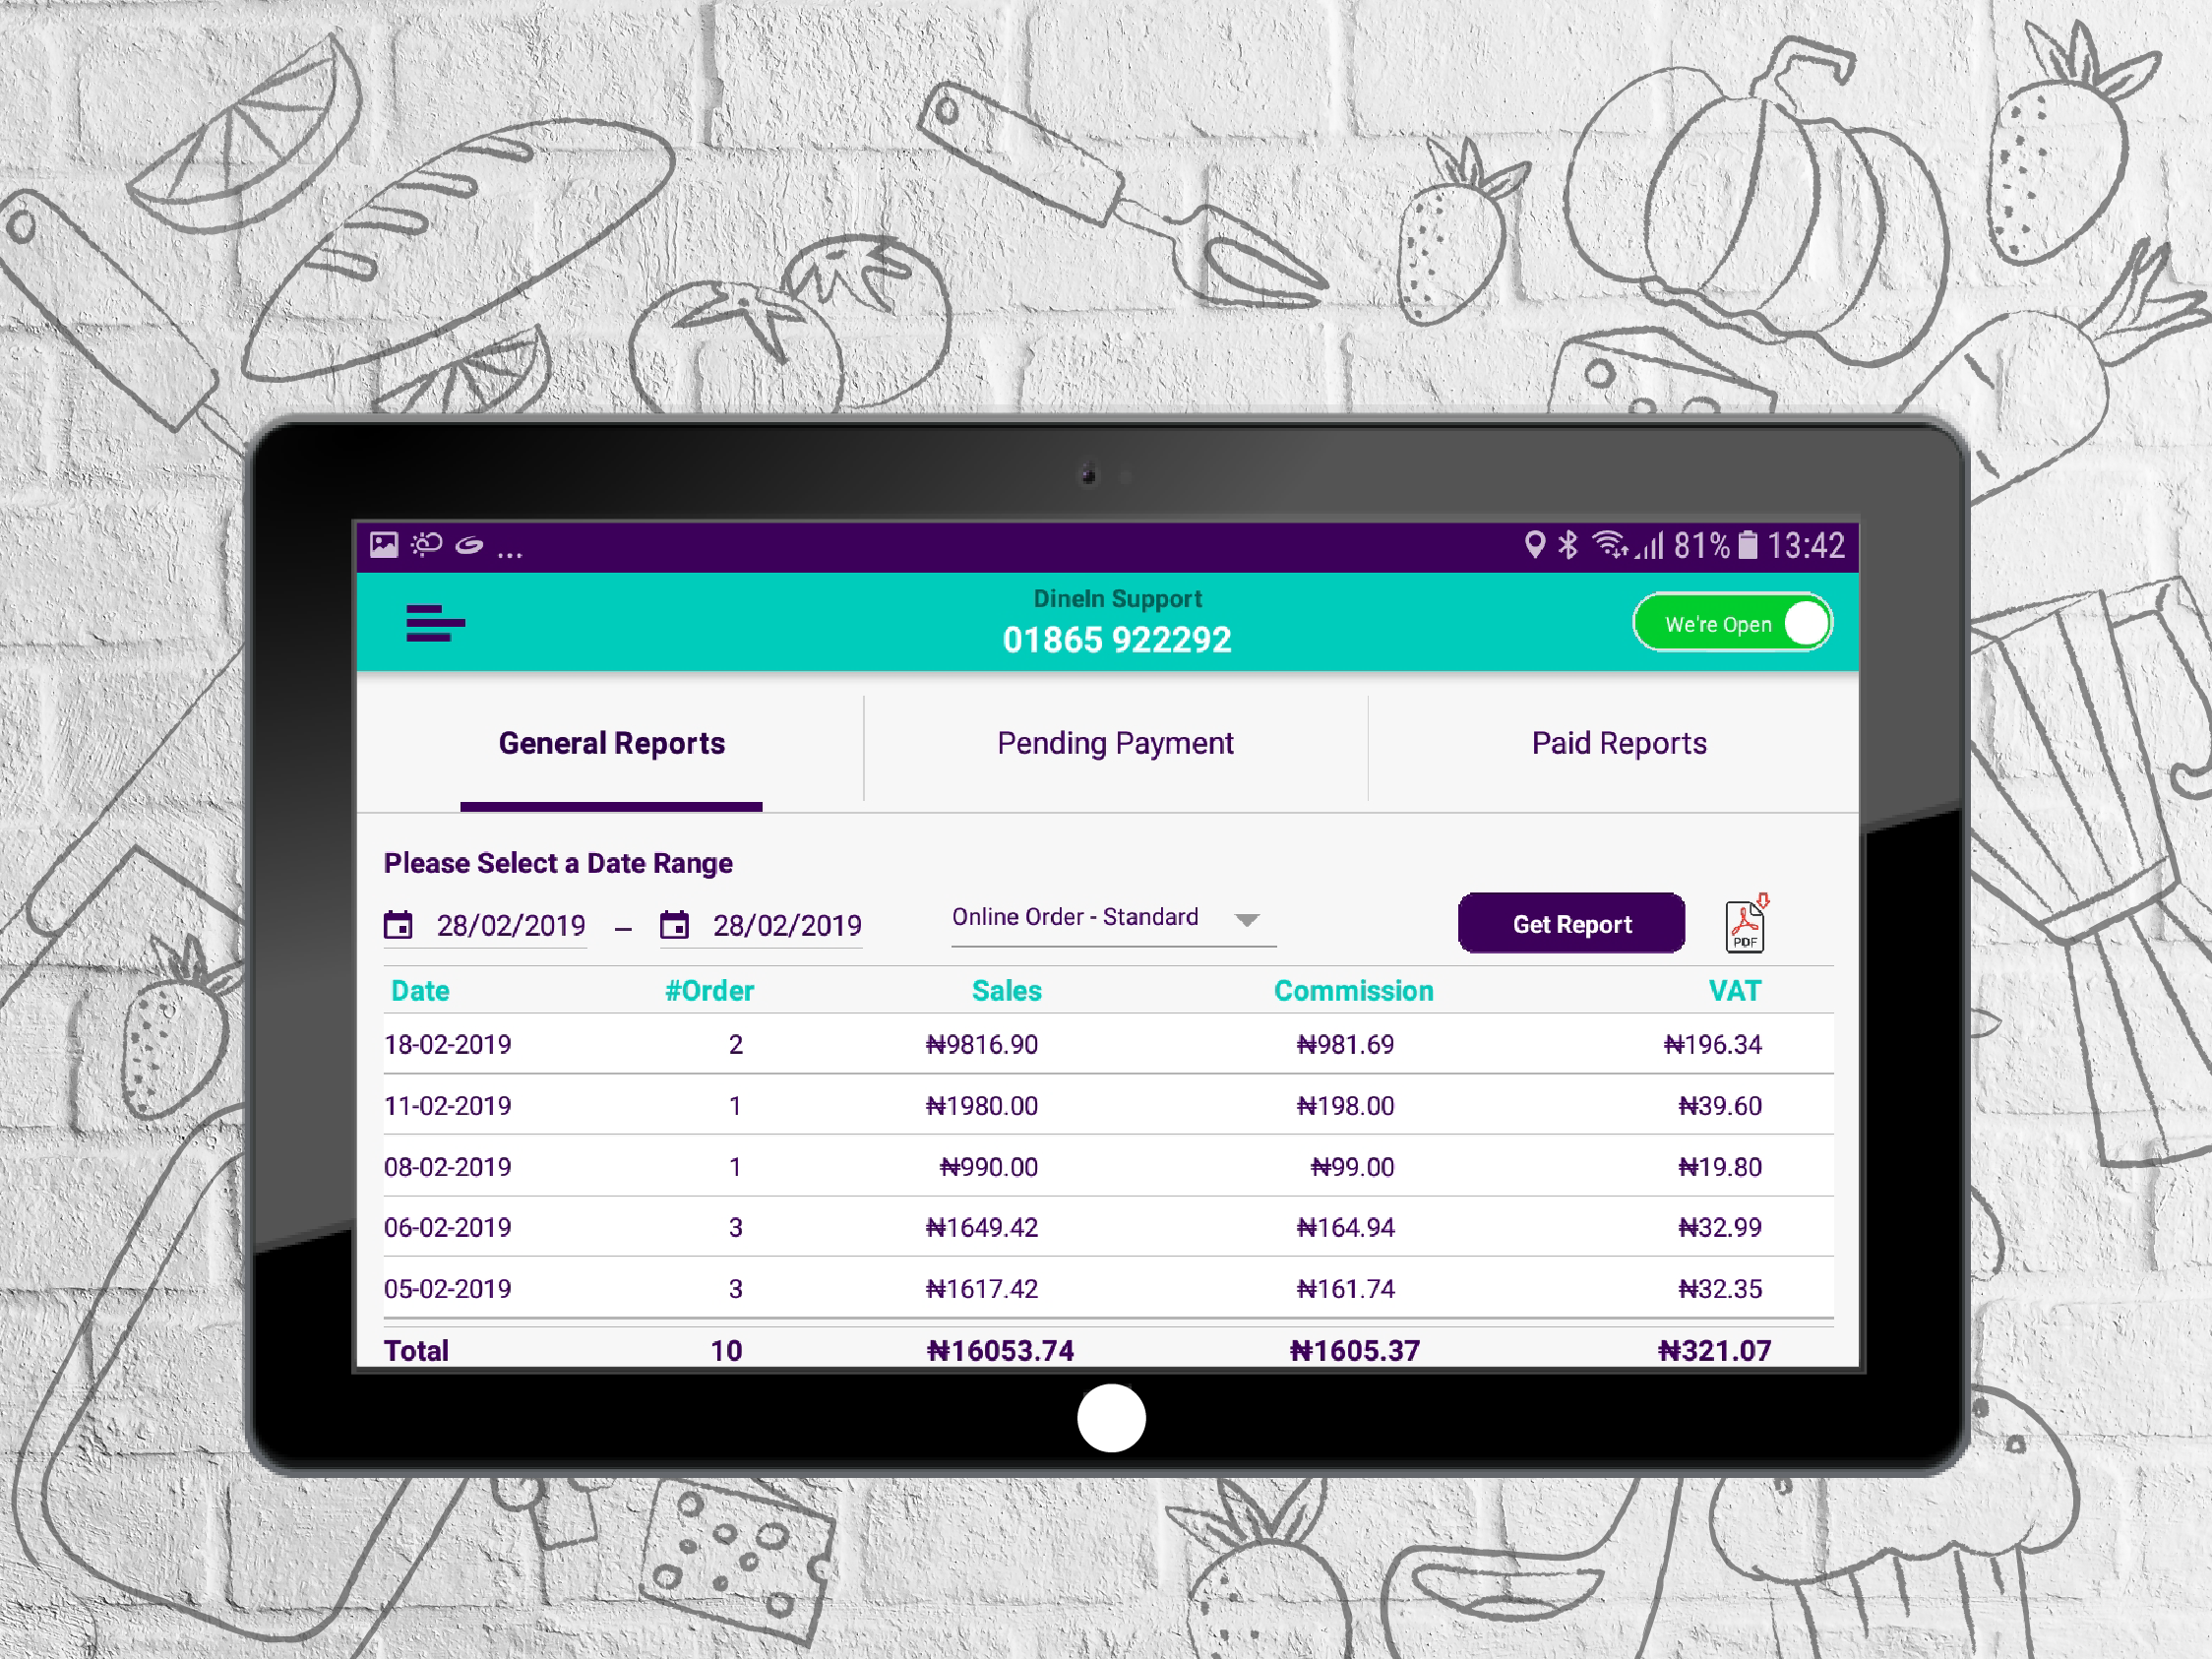 81% 13:42
DineIn Support
01865 922292
We're Open
General Reports Pending Payment Paid Reports
Please Select a Date Range
28/02/2019 – 28/02/2019 Online Order - Standard Get Report PDF
Date #Order Sales Commission VAT
18-02-2019 2 ₦9816.90 ₦981.69 ₦196.34
11-02-2019 1 ₦1980.00 ₦198.00 ₦39.60
08-02-2019 1 ₦990.00 ₦99.00 ₦19.80
06-02-2019 3 ₦1649.42 ₦164.94 ₦32.99
05-02-2019 3 ₦1617.42 ₦161.74 ₦32.35
Total 10 ₦16053.74 ₦1605.37 ₦321.07